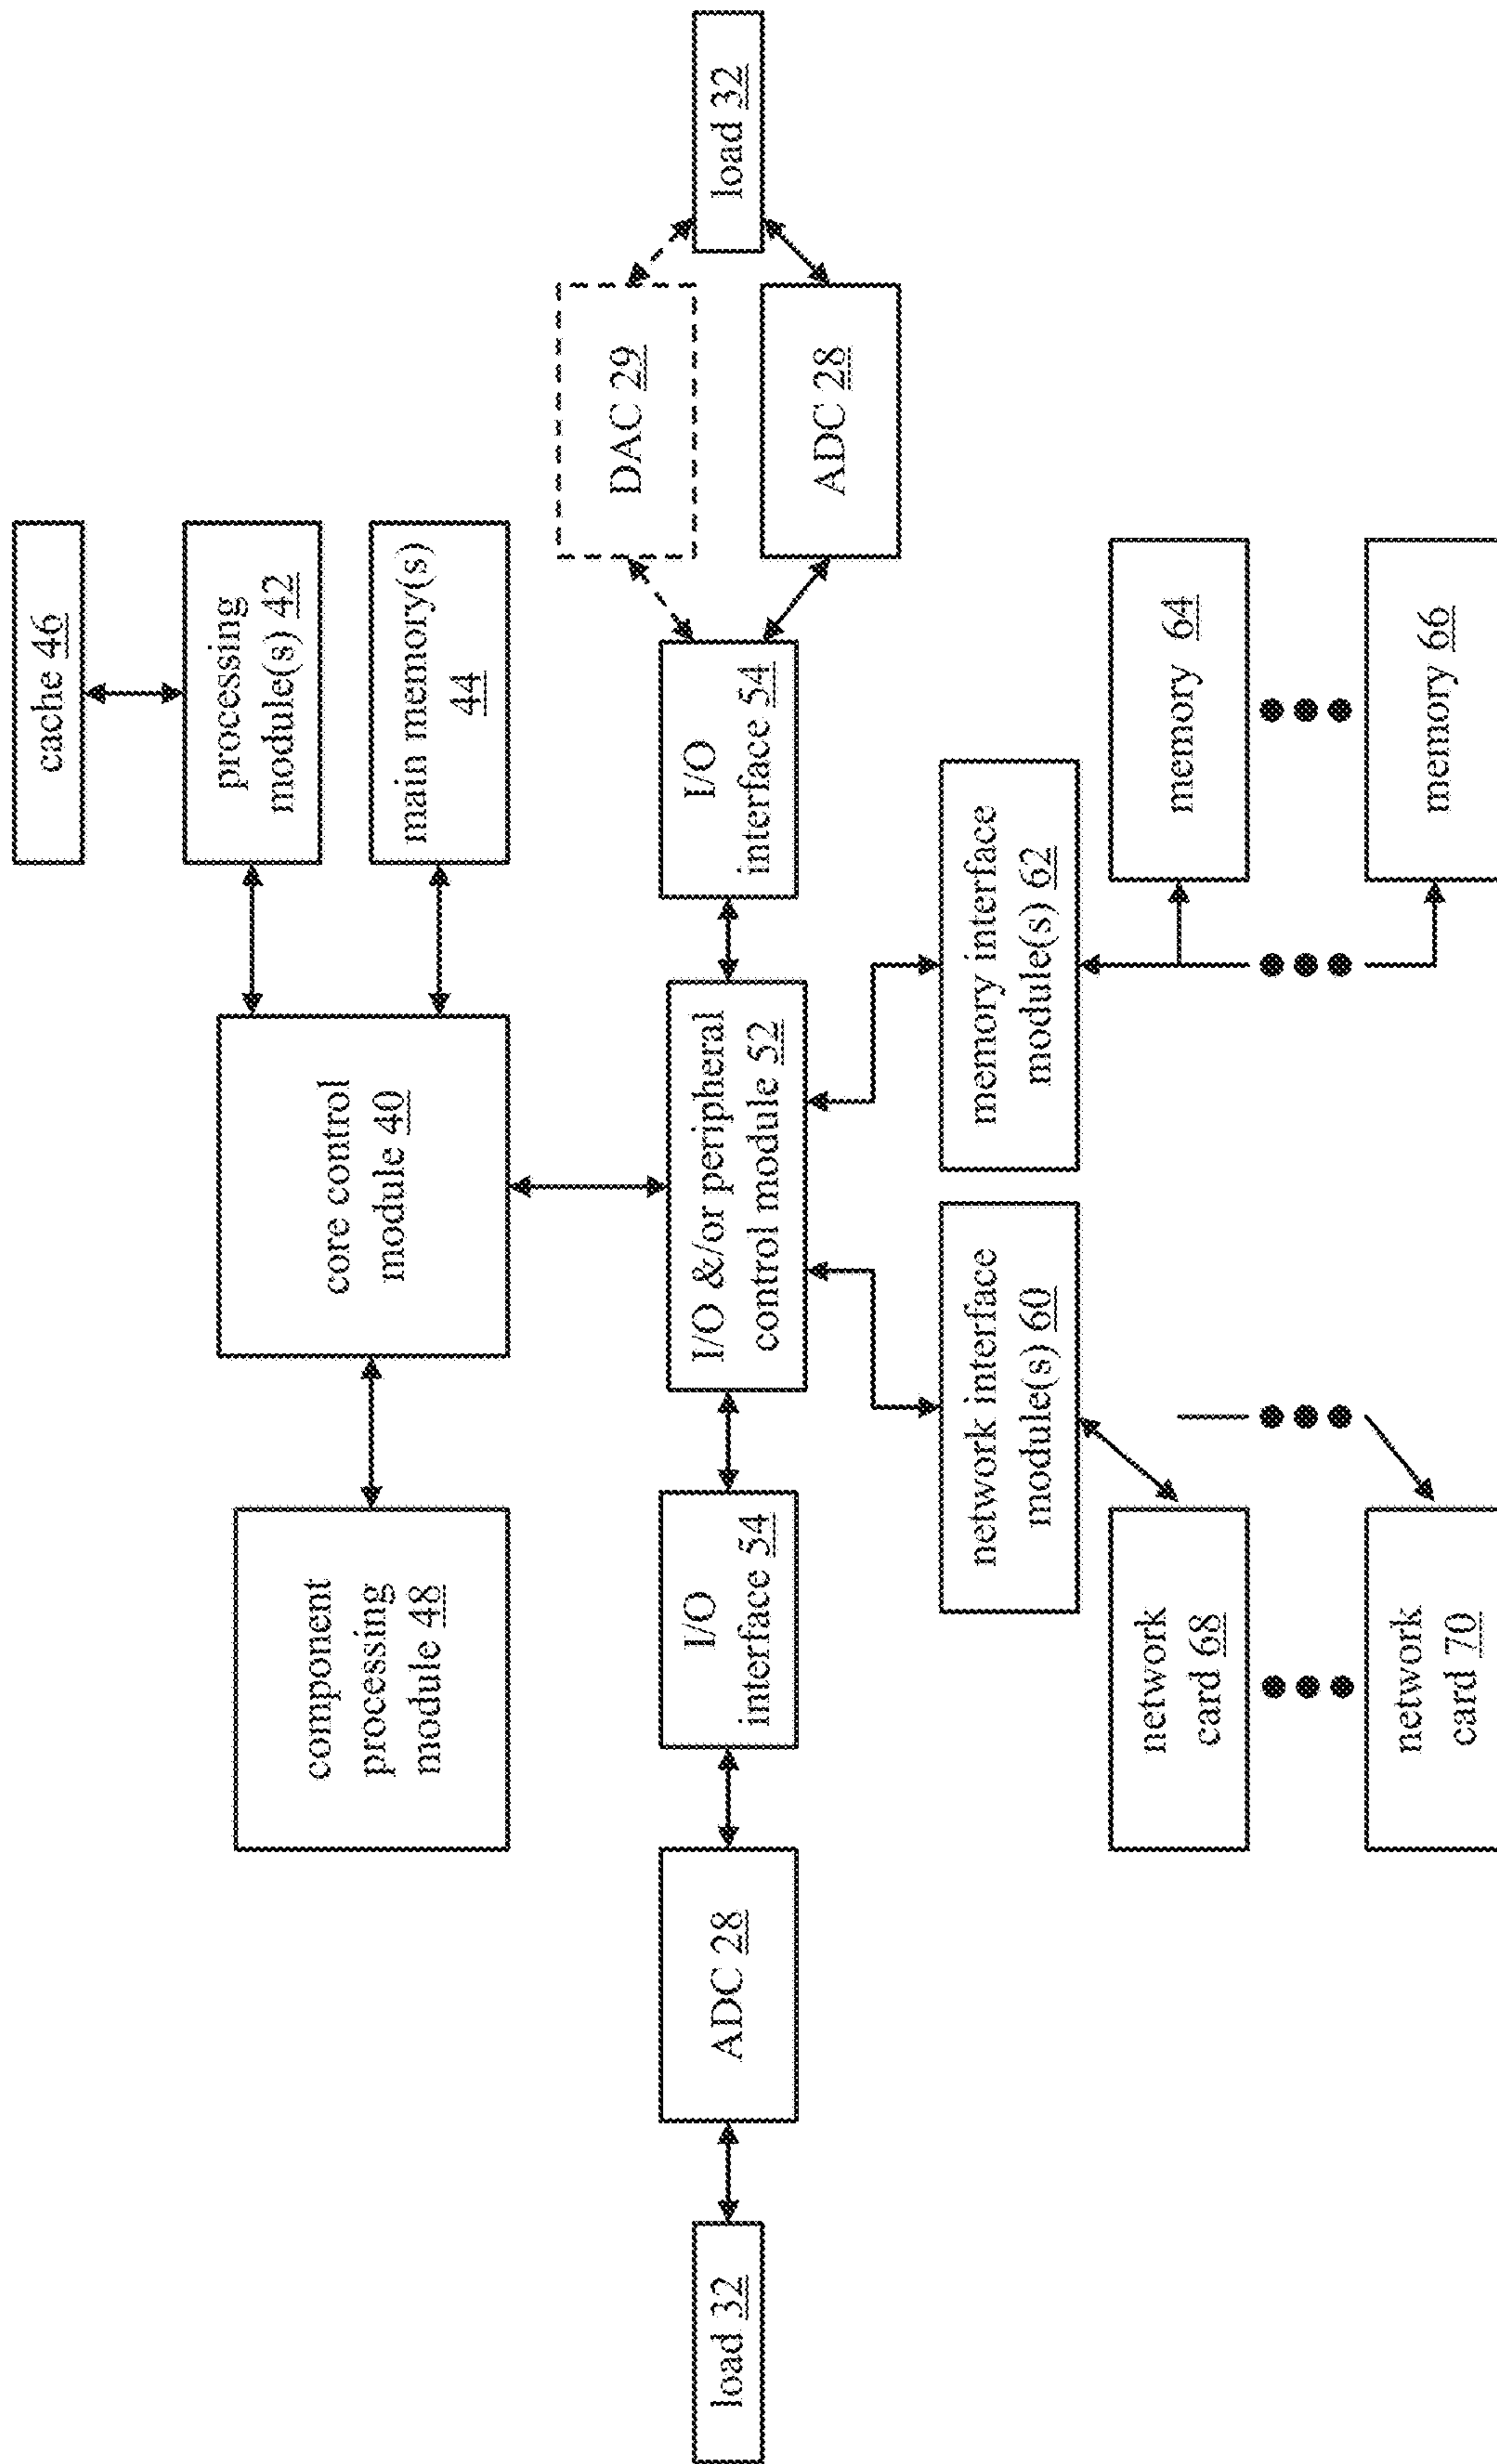 cache 46
processing
module(s) 42
main memory(s)
44
core control
module 40
component
processing
module 48
DAC 29
load 32
ADC 28
I/O
interface 54
I/O &/or peripheral
control module 52
I/O
interface 54
ADC 28
load 32
memory interface
module(s) 62
network interface
module(s) 60
memory 64
memory 66
network
card 68
network
card 70